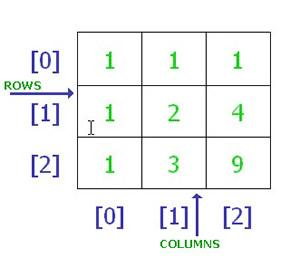 [0] 1 1 1
ROWS
[1] 1 2 4
[2] 1 3 9
[0] [1] [2]
COLUMNS